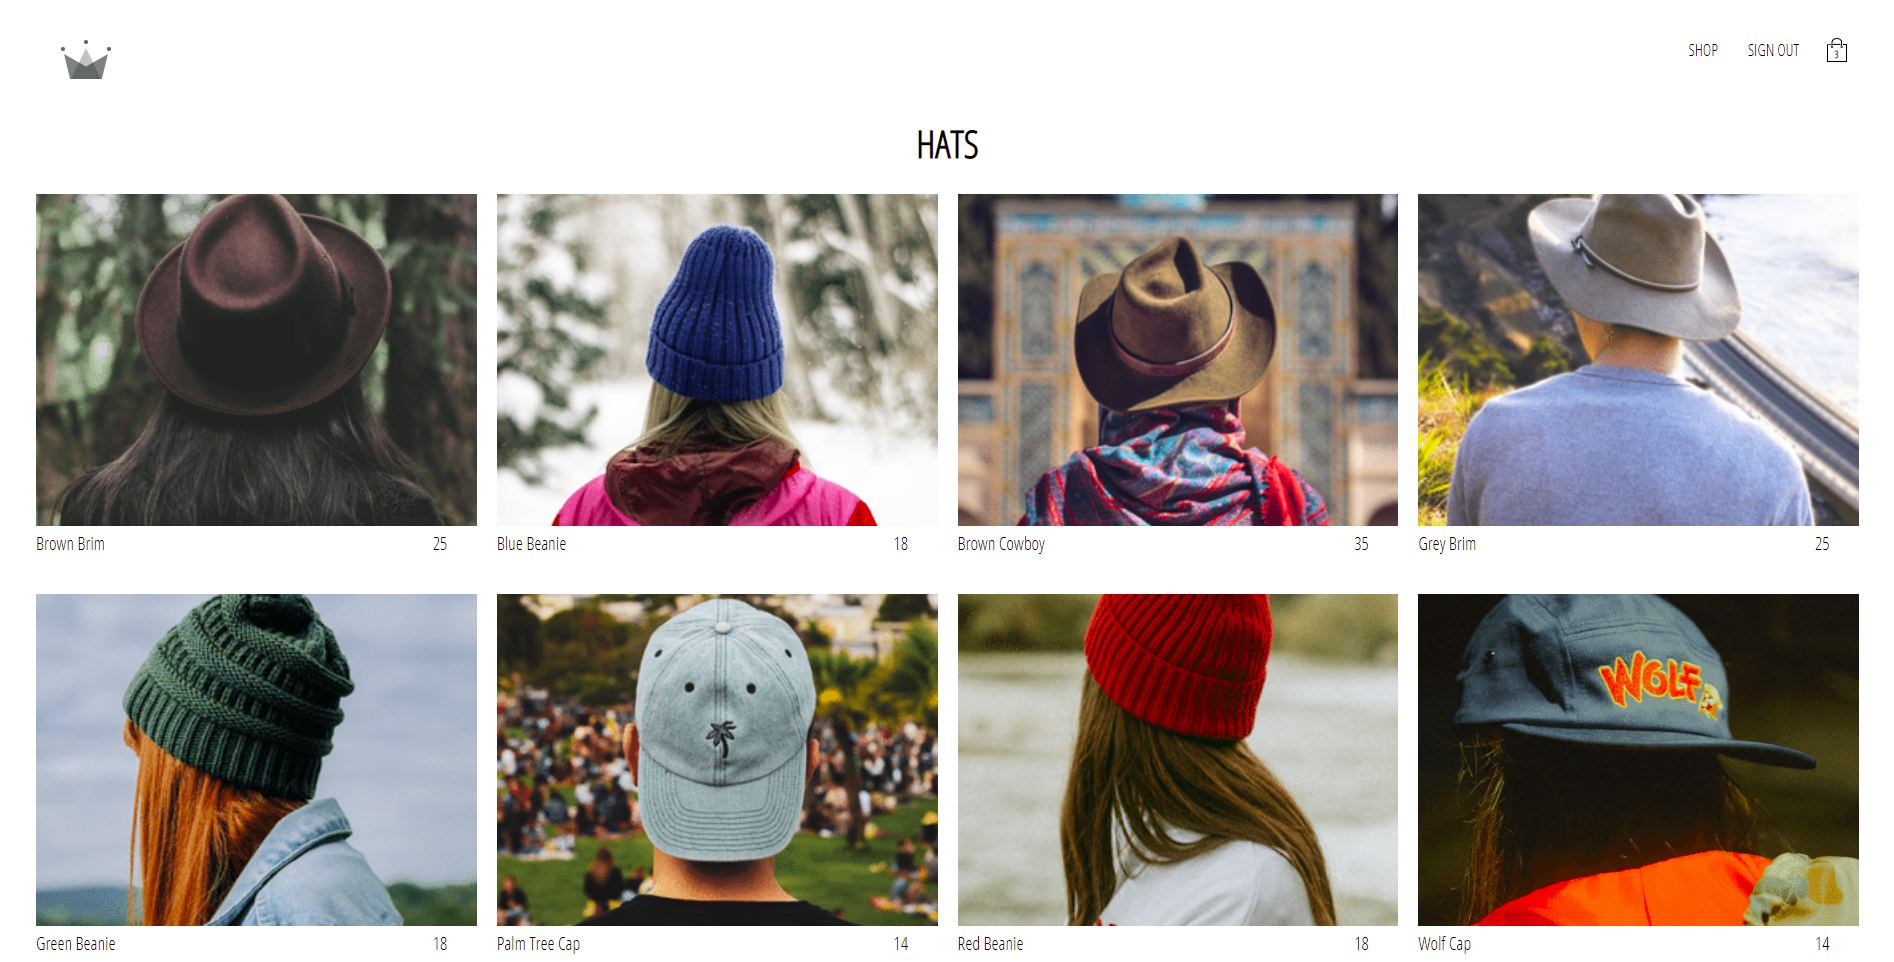 SHOP SIGN OUT 3
HATS
Brown Brim 25
Blue Beanie 18
Brown Cowboy 35
Grey Brim 25
WOLF
Green Beanie 18
Palm Tree Cap 14
Red Beanie 18
Wolf Cap 14